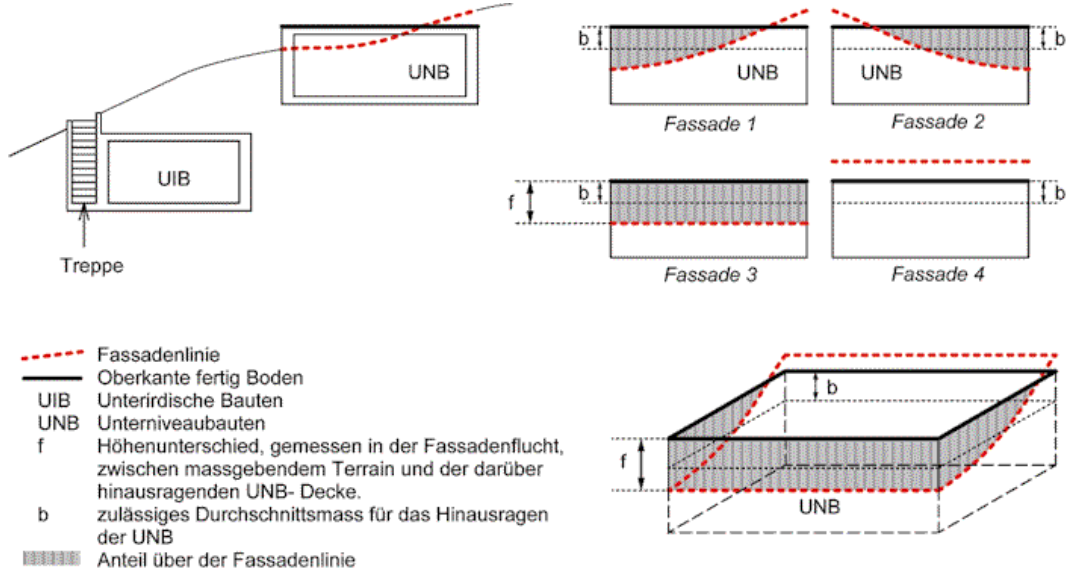 UNB
UIB
Treppe
b
UNB
Fassade 1
UNB
b
Fassade 2
f
b
Fassade 3
b
Fassade 4
Fassadenlinie
Oberkante fertig Boden
UIB Unterirdische Bauten
UNB Unterniveaubauten
f Höhenunterschied, gemessen in der Fassadenflucht,
zwischen massgebendem Terrain und der darüber
hinausragenden UNB- Decke.
b zulässiges Durchschnittsmass für das Hinausragen
der UNB
Anteil über der Fassadenlinie
b
f
UNB